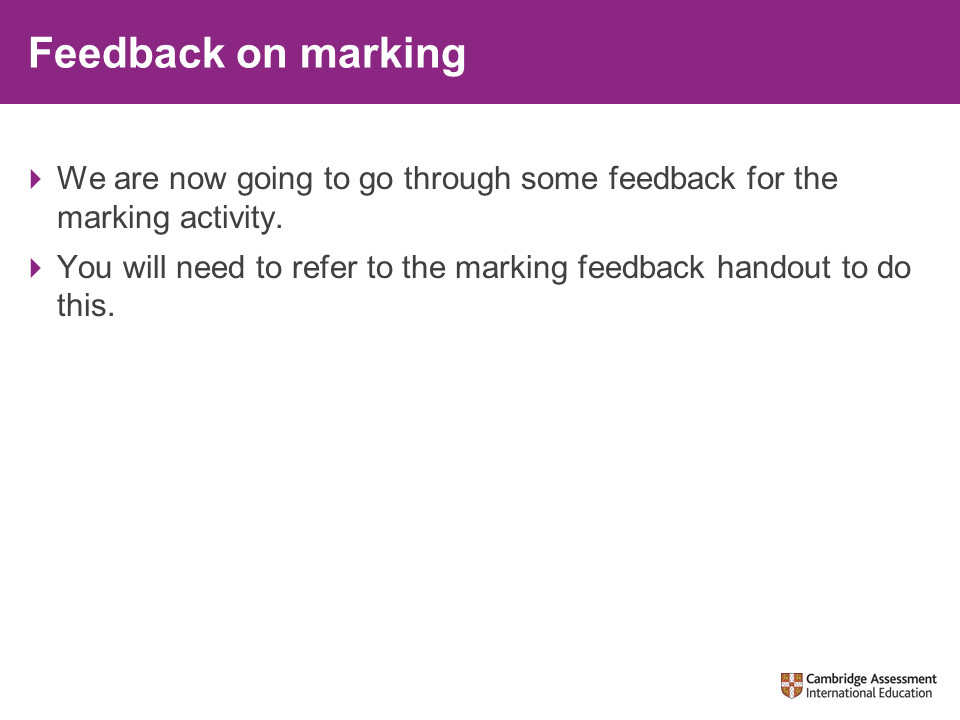 Feedback on marking
We are now going to go through some feedback for the
marking activity.
You will need to refer to the marking feedback handout to do
this.
Cambridge Assessment
International Education